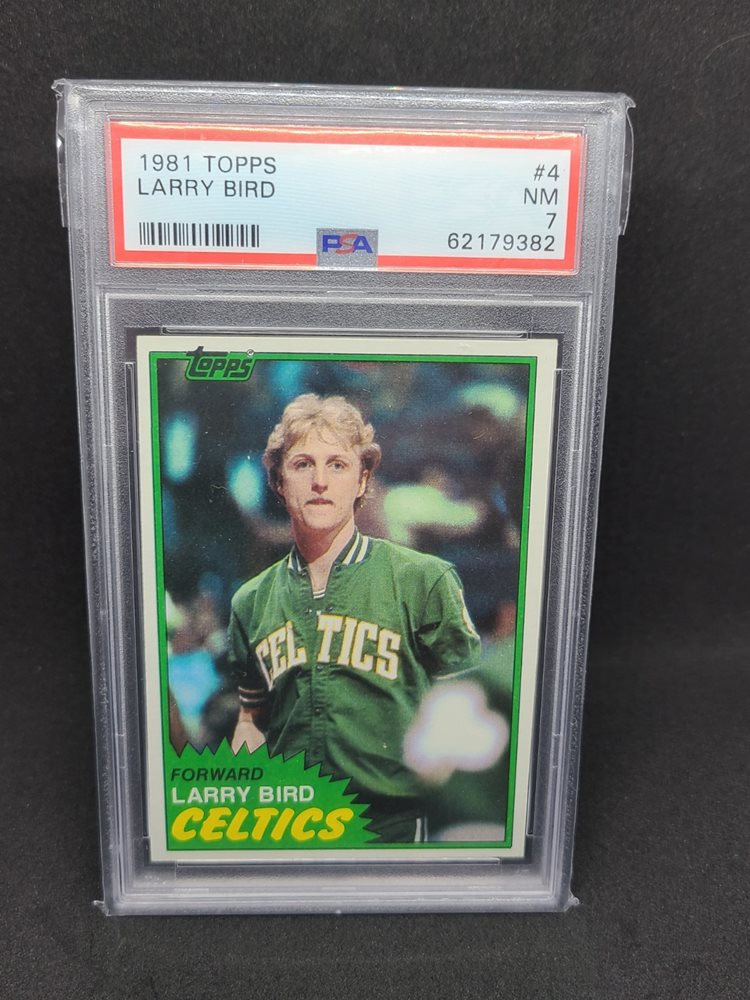 1981 TOPPS
LARRY BIRD
#4
NM
7
PSA
62179382
TOPPS©
CELTICS
FORWARD
LARRY BIRD
CELTICS